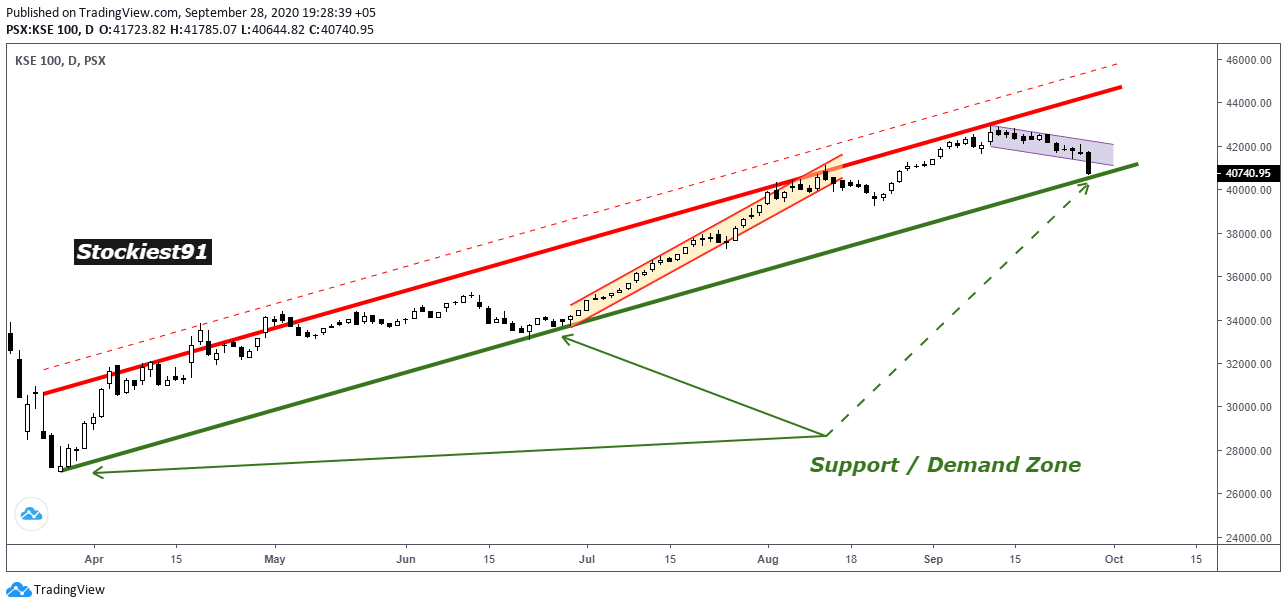 Published on TradingView.com, September 28, 2020 19:28:39 +05
PSX:KSE 100, D O:41723.82 H:41785.07 L:40644.82 C:40740.95
KSE 100, D, PSX
46000.00
44000.00
42000.00
40740.95
40000.00
38000.00
36000.00
34000.00
32000.00
30000.00
28000.00
26000.00
24000.00
Stockiest91
Support / Demand Zone
Apr 15 May Jun 15 Jul 15 Aug 18 Sep 15 Oct 15
TradingView